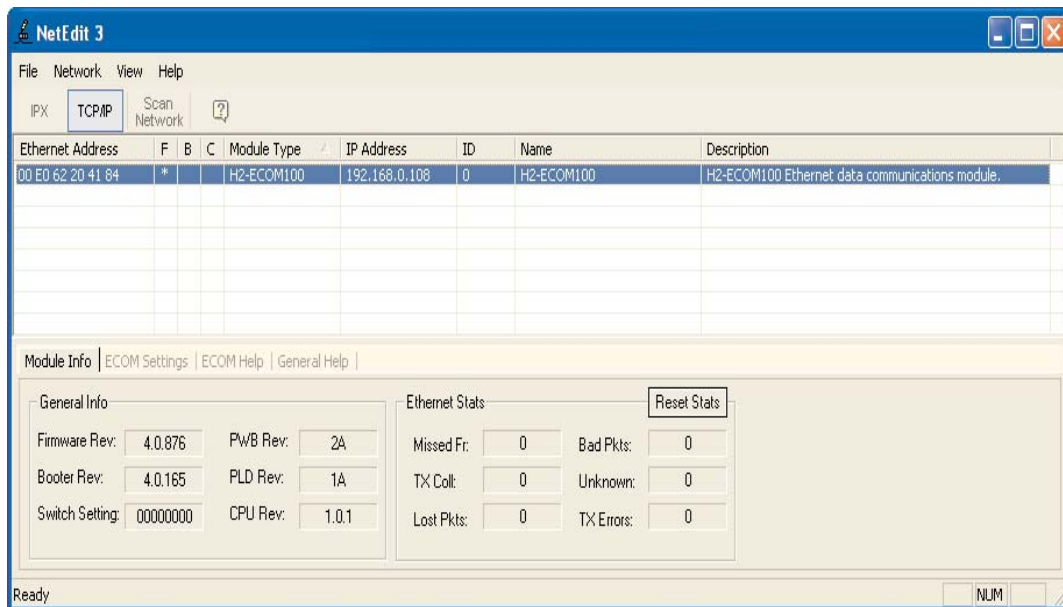 NetEdit 3
File Network View Help
IPX TCP/IP Scan Network ?
Ethernet Address F B C Module Type IP Address ID Name Description
00 E0 62 20 41 84 * H2-ECOM100 192.168.0.108 0 H2-ECOM100 H2-ECOM100 Ethernet data communications module.
Module Info ECOM Settings ECOM Help General Help
General Info
Firmware Rev: 4.0.876 PWB Rev: 2A
Booter Rev: 4.0.165 PLD Rev: 1A
Switch Setting: 00000000 CPU Rev: 1.0.1
Ethernet Stats Reset Stats
Missed Fr: 0 Bad Pkts: 0
TX Coll: 0 Unknown: 0
Lost Pkts: 0 TX Errors: 0
Ready NUM